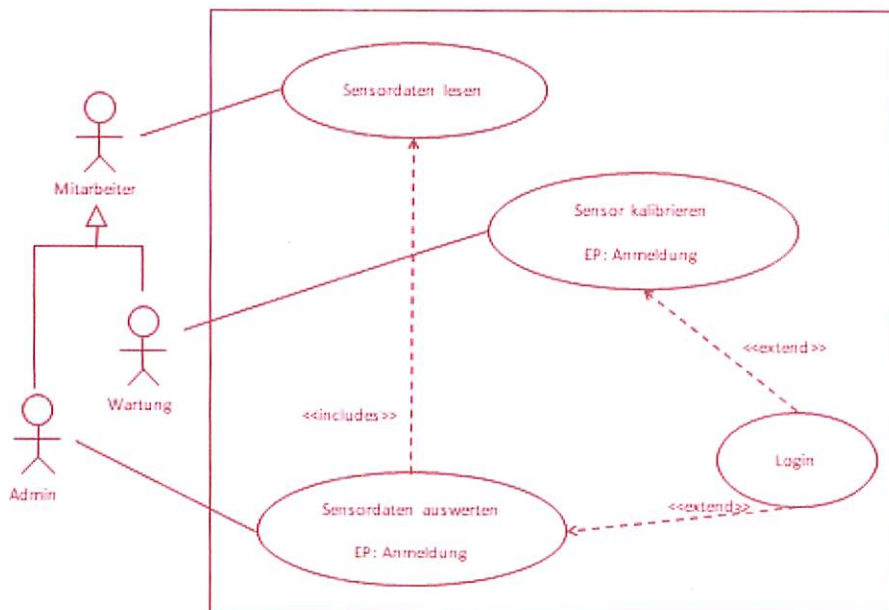 Sensordaten lesen
Mitarbeiter
Sensor kalibrieren
EP: Anmeldung
Wartung
<<extend>>
<<includes>>
Login
Admin
Sensordaten auswerten
EP: Anmeldung
<<extend>>